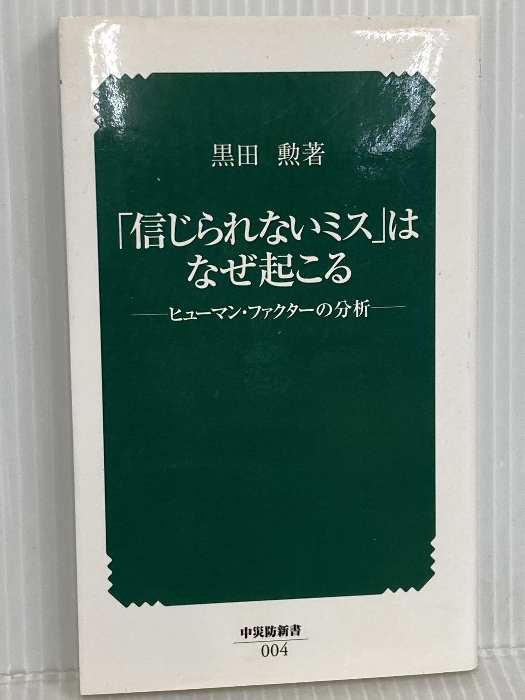 黒田 勲著
「信じられないミス」は
なぜ起こる
―ヒューマン・ファクターの分析―
中災防新書
004